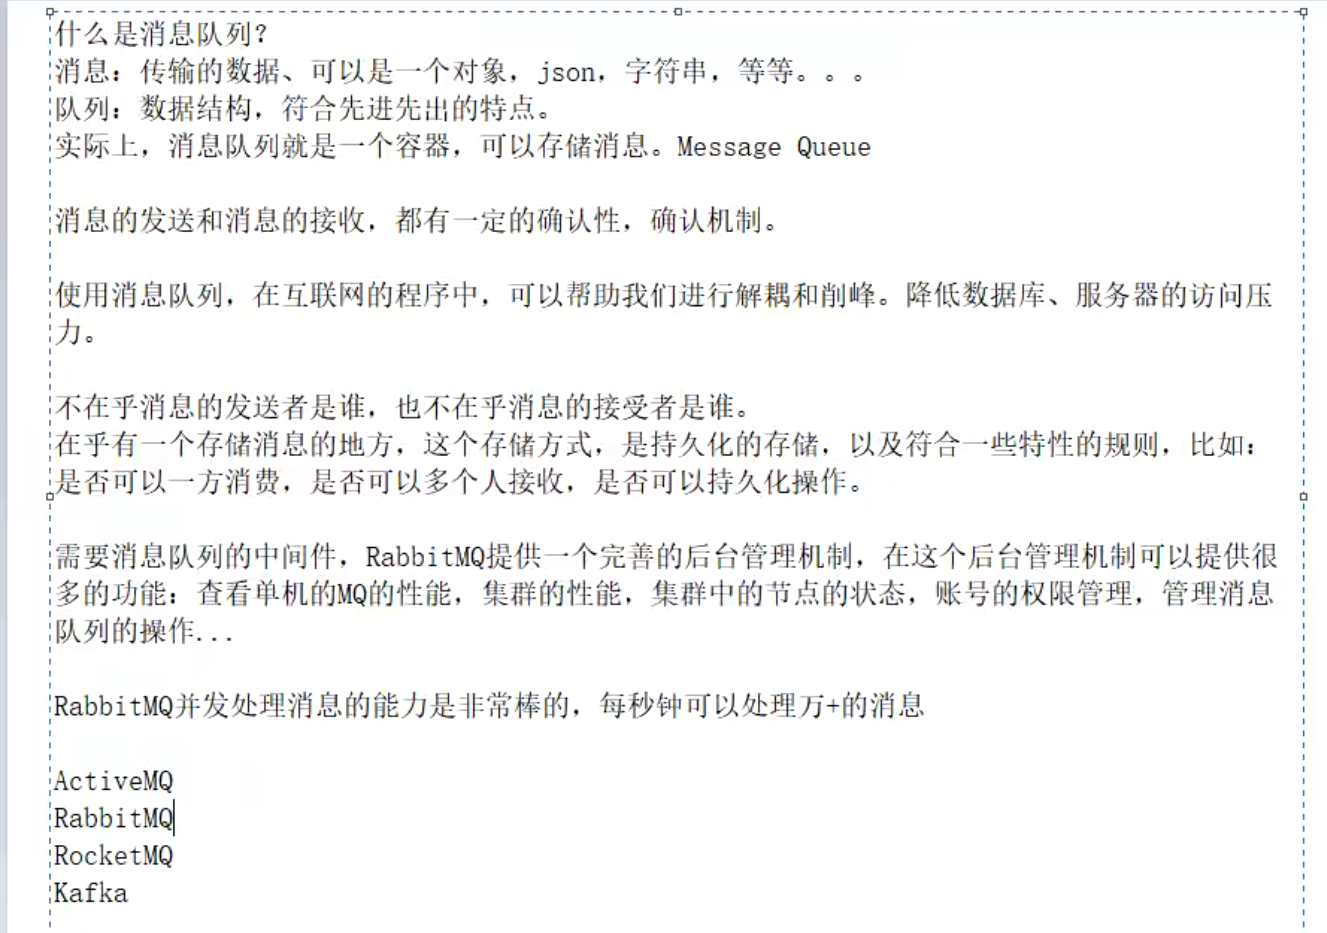 什么是消息队列？
消息：传输的数据、可以是一个对象，json，字符串，等等。。。
队列：数据结构，符合先进先出的特点。
实际上，消息队列就是一个容器，可以存储消息。Message Queue
消息的发送和消息的接收，都有一定的确认性，确认机制。
使用消息队列，在互联网的程序中，可以帮助我们进行解耦和削峰。降低数据库、服务器的访问压
力。
不在乎消息的发送者是谁，也不在乎消息的接受者是谁。
在乎有一个存储消息的地方，这个存储方式，是持久化的存储，以及符合一些特性的规则，比如：
是否可以一方消费，是否可以多个人接收，是否可以持久化操作。
需要消息队列的中间件，RabbitMQ提供一个完善的后台管理机制，在这个后台管理机制可以提供很
多的功能：查看单机的MQ的性能，集群的性能，集群中的节点的状态，账号的权限管理，管理消息
队列的操作...
RabbitMQ并发处理消息的能力是非常棒的，每秒钟可以处理万+的消息
ActiveMQ
RabbitMQ
RocketMQ
Kafka